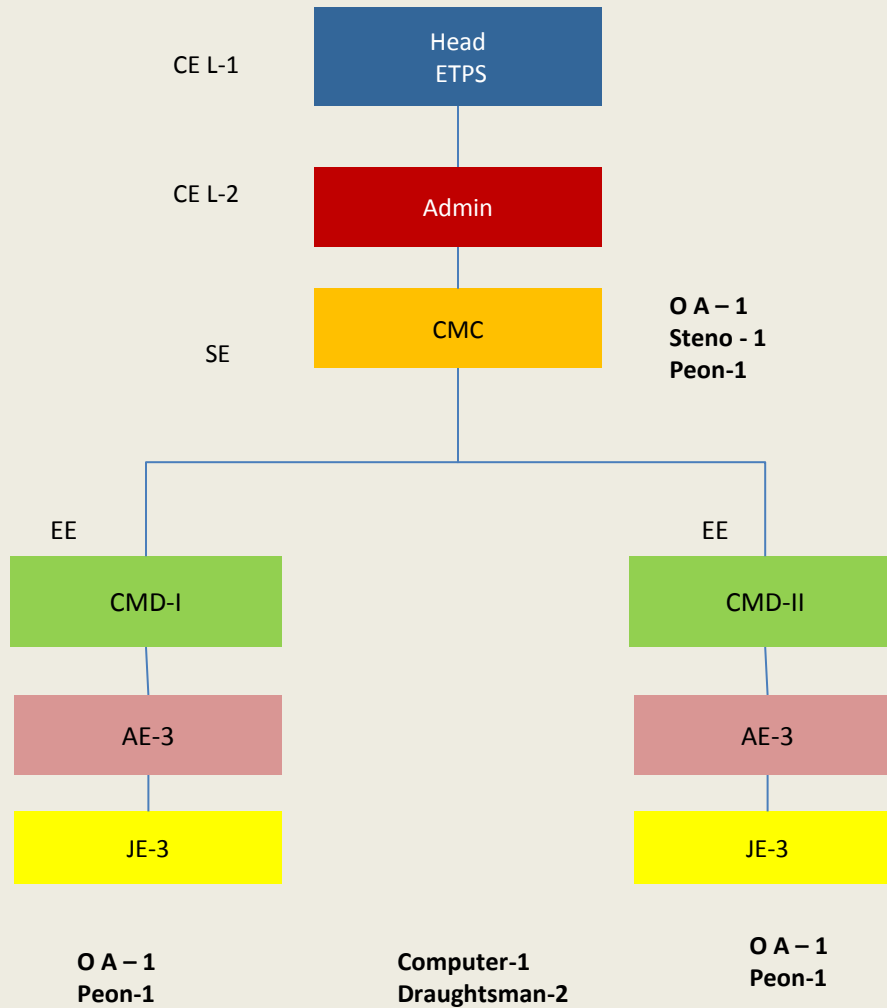 Head
ETPS
CE L-1
CE L-2
Admin
O A – 1
Steno - 1
Peon-1
CMC
SE
EE
EE
CMD-I
CMD-II
AE-3
AE-3
JE-3
JE-3
O A – 1
Peon-1
Computer-1
Draughtsman-2
O A – 1
Peon-1